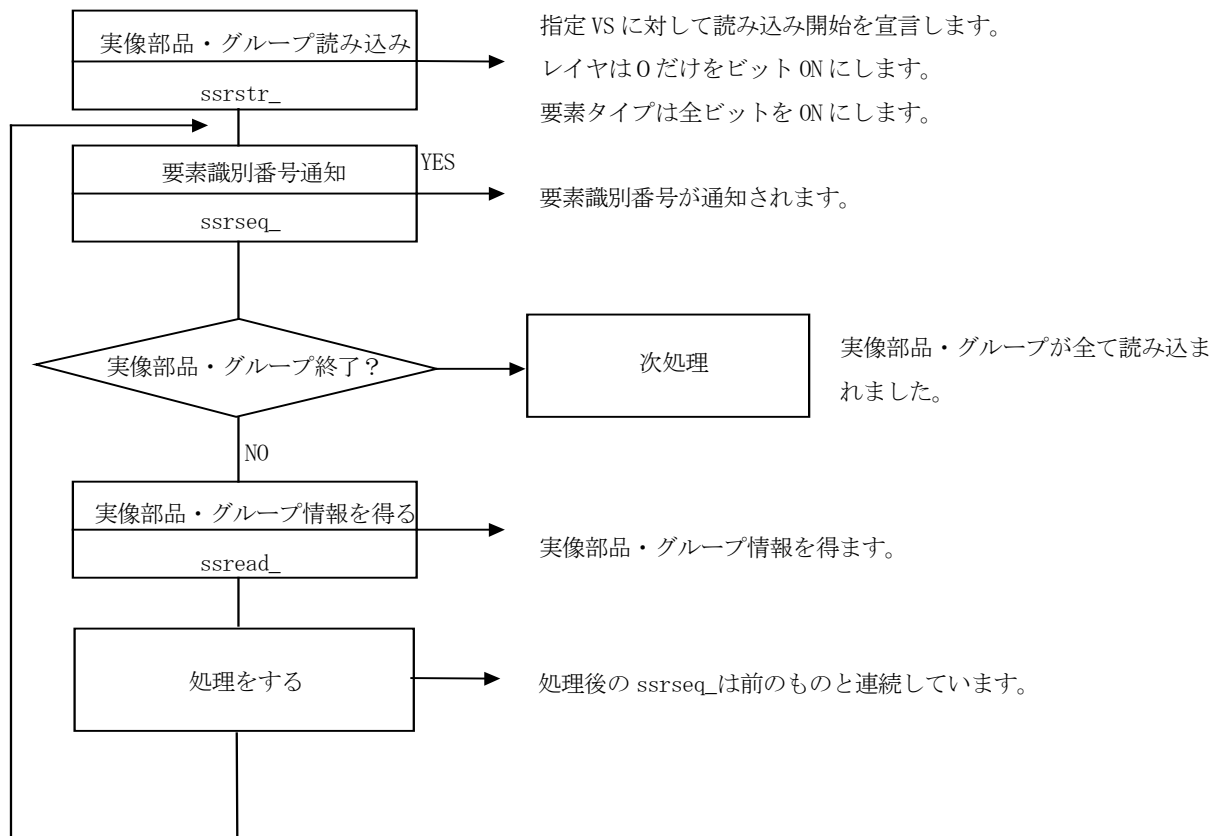 実像部品・グループ読み込み
ssrstr_
指定 VS に対して読み込み開始を宣言します。
レイヤは 0 だけをビット ON にします。
要素タイプは全ビットを ON にします。
要素識別番号通知
ssrseq_
YES
要素識別番号が通知されます。
実像部品・グループ終了？
次処理
実像部品・グループが全て読み込ま
れました。
NO
実像部品・グループ情報を得る
ssread_
実像部品・グループ情報を得ます。
処理をする
処理後の ssrseq_は前のものと連続しています。